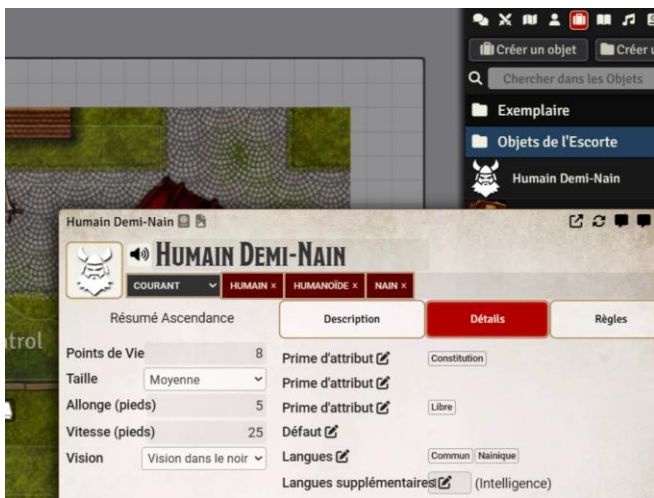 Créer un objet
Créer
Chercher dans les Objets
Exemplaire
Objets de l'Escorte
Humain Demi-Nain
Humain Demi-Nain
HUMAIN DEMI-NAIN
COURANT HUMAIN × HUMANOÏDE × NAIN ×
Résumé Ascendance Description Détails Règles
Points de Vie 8 Prime d'attribut Constitution
Taille Moyenne Prime d'attribut
Allonge (pieds) 5 Prime d'attribut Libre
Vitesse (pieds) 25 Défaut
Vision Vision dans le noir Langues Commun Nainique
Langues supplémentaires (Intelligence)
trol